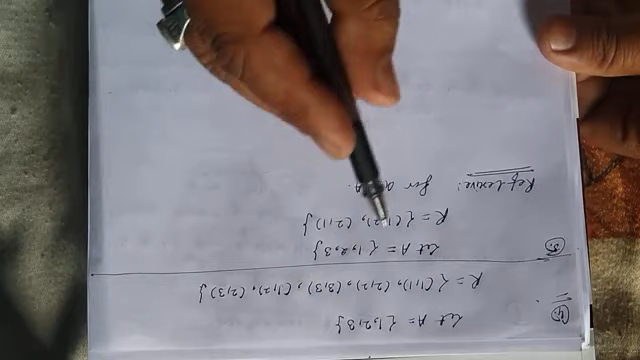 4. Let A = {1,2,3}
R = {(1,1), (2,2), (3,3), (1,2), (2,3)}
5. Let A = {1,2,3}
R = {(1,2), (2,1)}
Reflexive: for